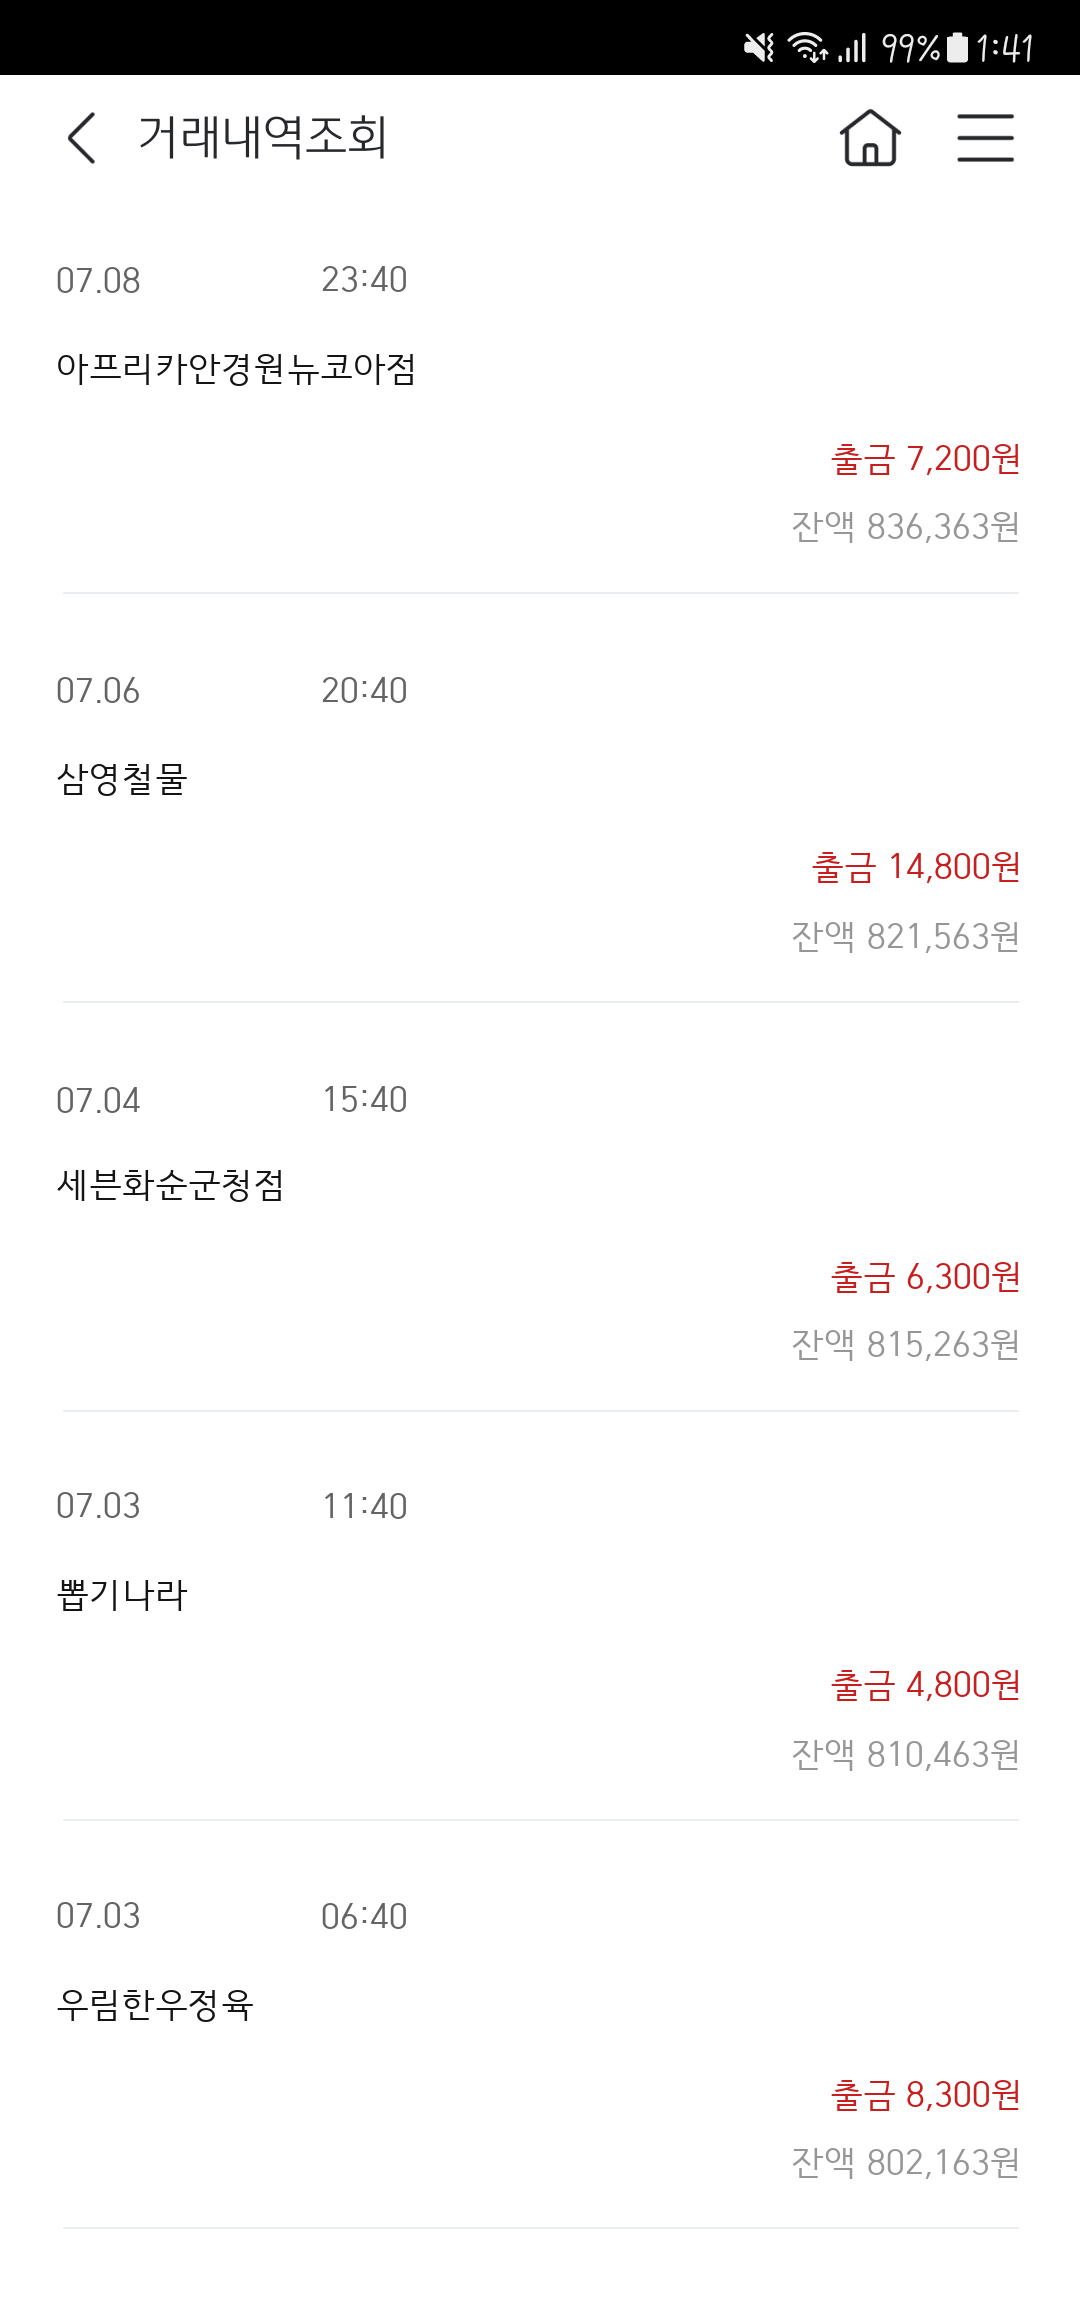 99% 1:41
거래내역조회
07.08 23:40
아프리카안경원뉴코아점
출금 7,200원
잔액 836,363원
07.06 20:40
삼영철물
출금 14,800원
잔액 821,563원
07.04 15:40
세븐화순군청점
출금 6,300원
잔액 815,263원
07.03 11:40
뽑기나라
출금 4,800원
잔액 810,463원
07.03 06:40
우림한우정육
출금 8,300원
잔액 802,163원